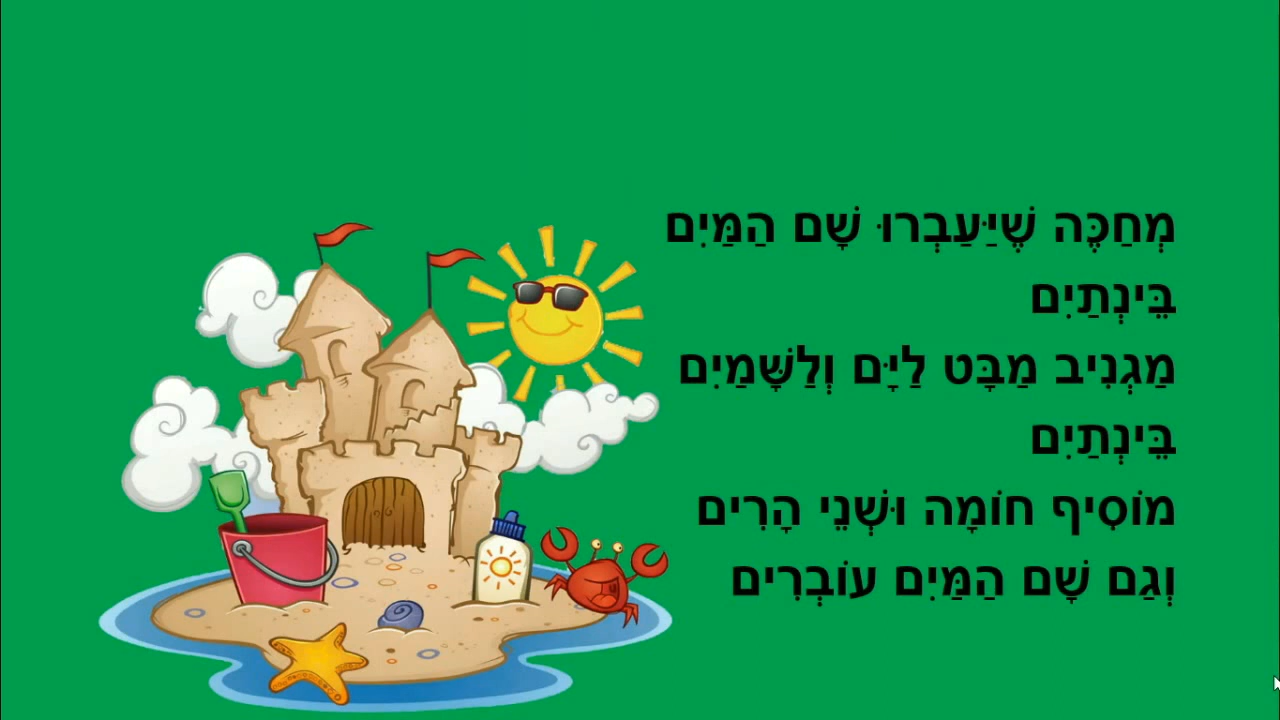 מְחַכֶּה שֶׁיַּעַבְרוּ שָׁם הַמַּיִם
בֵּינְתַיִם
מַגְנִיב מַבָּט לַיָּם וְלַשָּׁמַיִם
בֵּינְתַיִם
מוֹסִיף חוֹמָה וּשְׁנֵי הָרִים
וְגַם שָׁם הַמַּיִם עוֹבְרִים